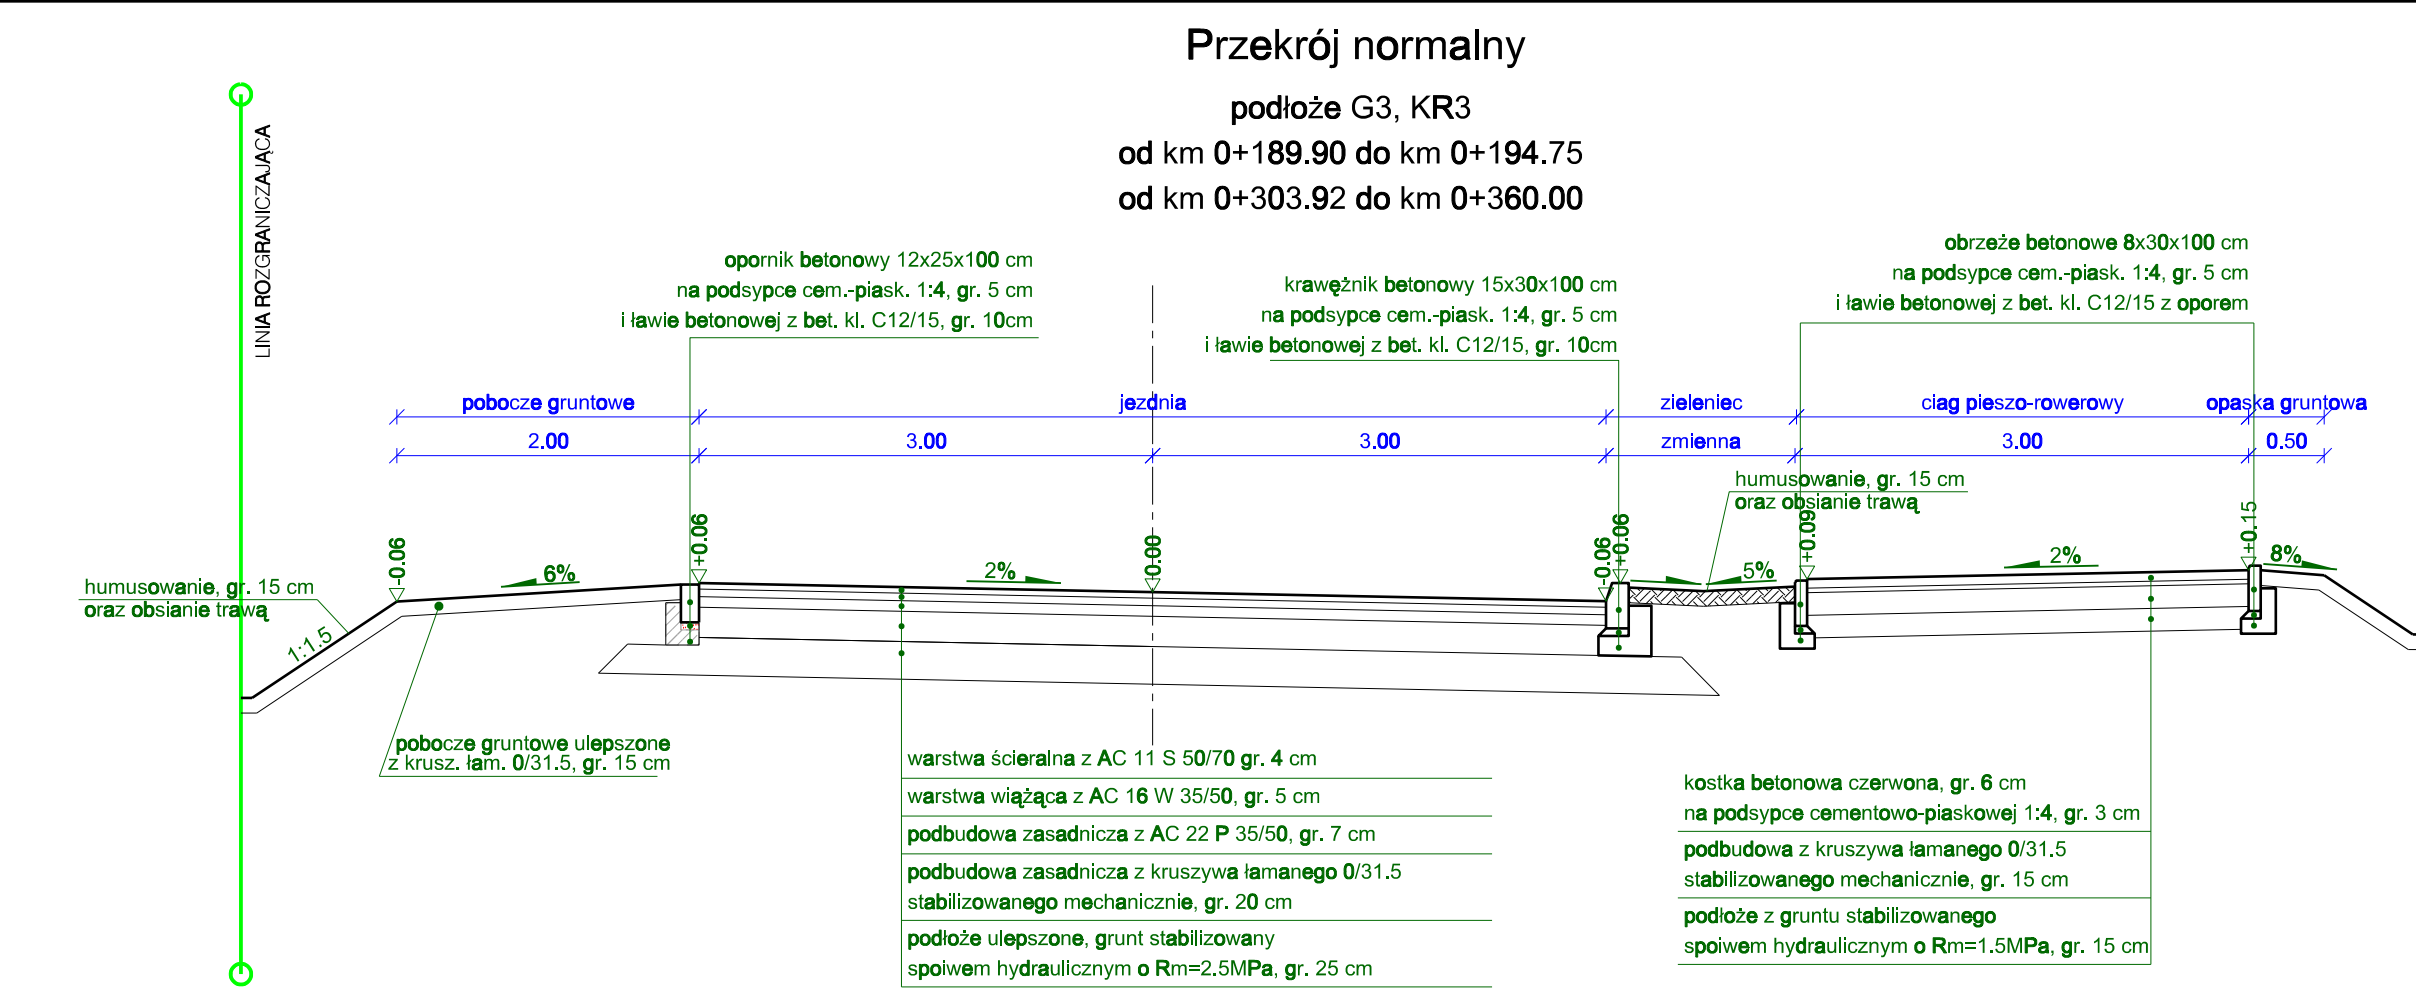 Przekrój normalny
podłoże G3, KR3
od km 0+189.90 do km 0+194.75
od km 0+303.92 do km 0+360.00
LINIA ROZGRANICZAJĄCA
opornik betonowy 12x25x100 cm
na podsypce cem.-piask. 1:4, gr. 5 cm
i ławie betonowej z bet. kl. C12/15, gr. 10cm
krawężnik betonowy 15x30x100 cm
na podsypce cem.-piask. 1:4, gr. 5 cm
i ławie betonowej z bet. kl. C12/15, gr. 10cm
obrzeże betonowe 8x30x100 cm
na podsypce cem.-piask. 1:4, gr. 5 cm
i ławie betonowej z bet. kl. C12/15 z oporem
pobocze gruntowe
jezdnia
zieleniec
ciag pieszo-rowerowy
opaska gruntowa
2.00
3.00
3.00
zmienna
3.00
0.50
humusowanie, gr. 15 cm
oraz obsianie trawą
-0.06
+0.06
0.00
-0.06
+0.06
+0.09
+0.15
6%
2%
5%
2%
8%
humusowanie, gr. 15 cm
oraz obsianie trawą
1:1.5
pobocze gruntowe ulepszone
z krusz. łam. 0/31.5, gr. 15 cm
warstwa ścieralna z AC 11 S 50/70 gr. 4 cm
warstwa wiążąca z AC 16 W 35/50, gr. 5 cm
podbudowa zasadnicza z AC 22 P 35/50, gr. 7 cm
podbudowa zasadnicza z kruszywa łamanego 0/31.5
stabilizowanego mechanicznie, gr. 20 cm
podłoże ulepszone, grunt stabilizowany
spoiwem hydraulicznym o Rm=2.5MPa, gr. 25 cm
kostka betonowa czerwona, gr. 6 cm
na podsypce cementowo-piaskowej 1:4, gr. 3 cm
podbudowa z kruszywa łamanego 0/31.5
stabilizowanego mechanicznie, gr. 15 cm
podłoże z gruntu stabilizowanego
spoiwem hydraulicznym o Rm=1.5MPa, gr. 15 cm